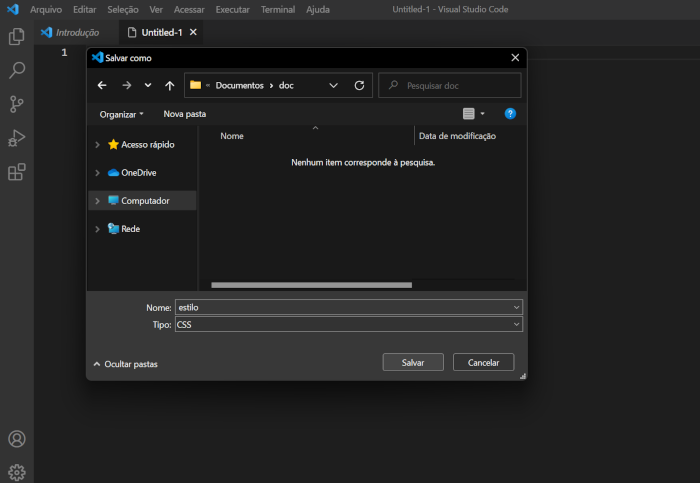 Arquivo Editar Seleção Ver Acessar Executar Terminal Ajuda Untitled-1 - Visual Studio Code
Introdução Untitled-1
1
Salvar como
« Documentos doc Pesquisar doc
Organizar Nova pasta
Nome Data de modificação
Acesso rápido
Nenhum item corresponde à pesquisa.
OneDrive
Computador
Rede
Nome: estilo
Tipo: CSS
Ocultar pastas Salvar Cancelar